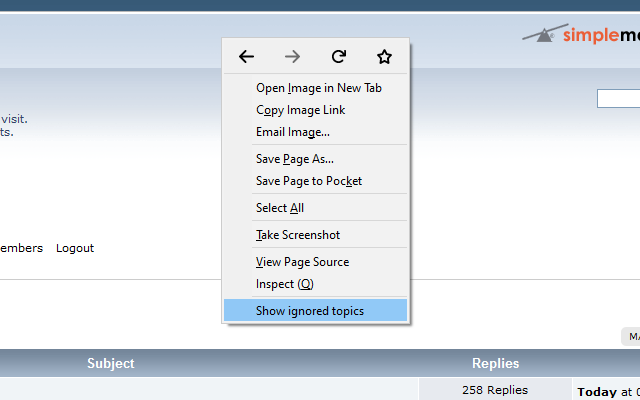 simplem
Open Image in New Tab
Copy Image Link
Email Image...
visit.
ts.
Save Page As...
Save Page to Pocket
Select All
Take Screenshot
embers Logout
View Page Source
Inspect (Q)
Show ignored topics
MA
Subject Replies
258 Replies Today at